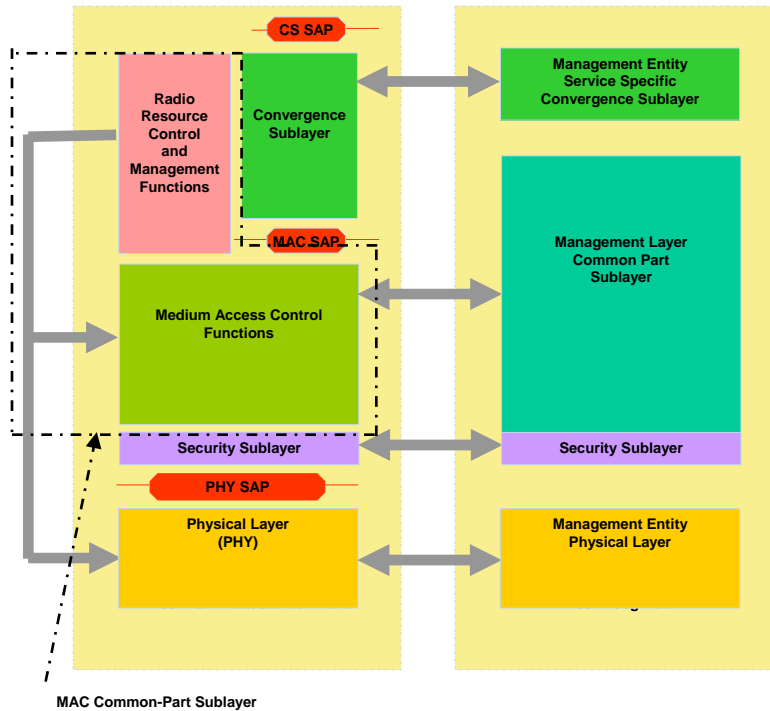 CS SAP
Radio
Resource
Control
and
Management
Functions
Convergence
Sublayer
Management Entity
Service Specific
Convergence Sublayer
MAC SAP
Management Layer
Common Part
Sublayer
Medium Access Control
Functions
Security Sublayer
Security Sublayer
PHY SAP
Physical Layer
(PHY)
Management Entity
Physical Layer
MAC Common-Part Sublayer